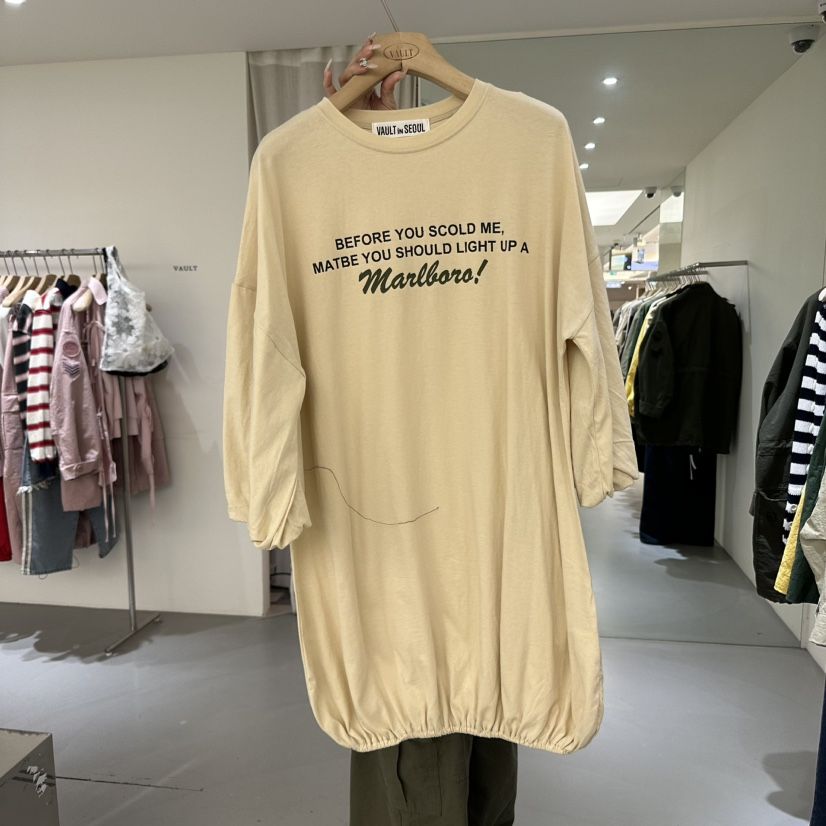 VAULT
VAULT IN SEOUL
BEFORE YOU SCOLD ME,
MATBE YOU SHOULD LIGHT UP A
Marlboro!
VAULT